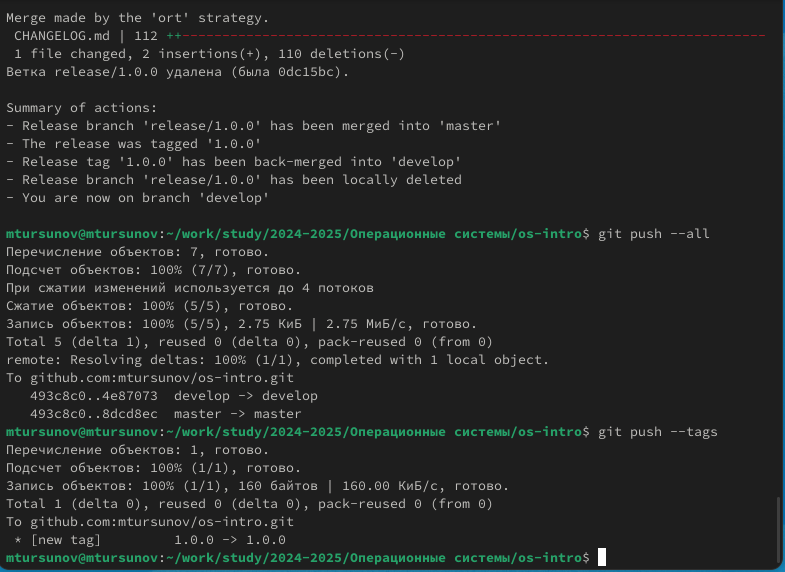 Merge made by the 'ort' strategy.
 CHANGELOG.md | 112 ++-------------------------------------------------------------------------
 1 file changed, 2 insertions(+), 110 deletions(-)
Ветка release/1.0.0 удалена (была 0dc15bc).
Summary of actions:
- Release branch 'release/1.0.0' has been merged into 'master'
- The release was tagged '1.0.0'
- Release tag '1.0.0' has been back-merged into 'develop'
- Release branch 'release/1.0.0' has been locally deleted
- You are now on branch 'develop'
mtursunov@mtursunov:~/work/study/2024-2025/Операционные системы/os-intro$ git push --all
Перечисление объектов: 7, готово.
Подсчет объектов: 100% (7/7), готово.
При сжатии изменений используется до 4 потоков
Сжатие объектов: 100% (5/5), готово.
Запись объектов: 100% (5/5), 2.75 КиБ | 2.75 МиБ/с, готово.
Total 5 (delta 1), reused 0 (delta 0), pack-reused 0 (from 0)
remote: Resolving deltas: 100% (1/1), completed with 1 local object.
To github.com:mtursunov/os-intro.git
   493c8c0..4e87073  develop -> develop
   493c8c0..8dcd8ec  master -> master
mtursunov@mtursunov:~/work/study/2024-2025/Операционные системы/os-intro$ git push --tags
Перечисление объектов: 1, готово.
Подсчет объектов: 100% (1/1), готово.
Запись объектов: 100% (1/1), 160 байтов | 160.00 КиБ/с, готово.
Total 1 (delta 0), reused 0 (delta 0), pack-reused 0 (from 0)
To github.com:mtursunov/os-intro.git
 * [new tag]         1.0.0 -> 1.0.0
mtursunov@mtursunov:~/work/study/2024-2025/Операционные системы/os-intro$